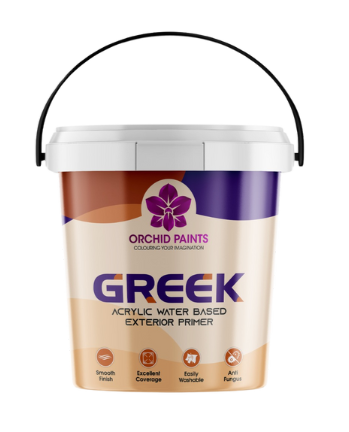 ORCHID PAINTS
COLOURING YOUR IMAGINATION
GREEK
ACRYLIC WATER BASED
EXTERIOR PRIMER
Smooth Finish
Excellent Coverage
Easily Washable
Anti Fungus